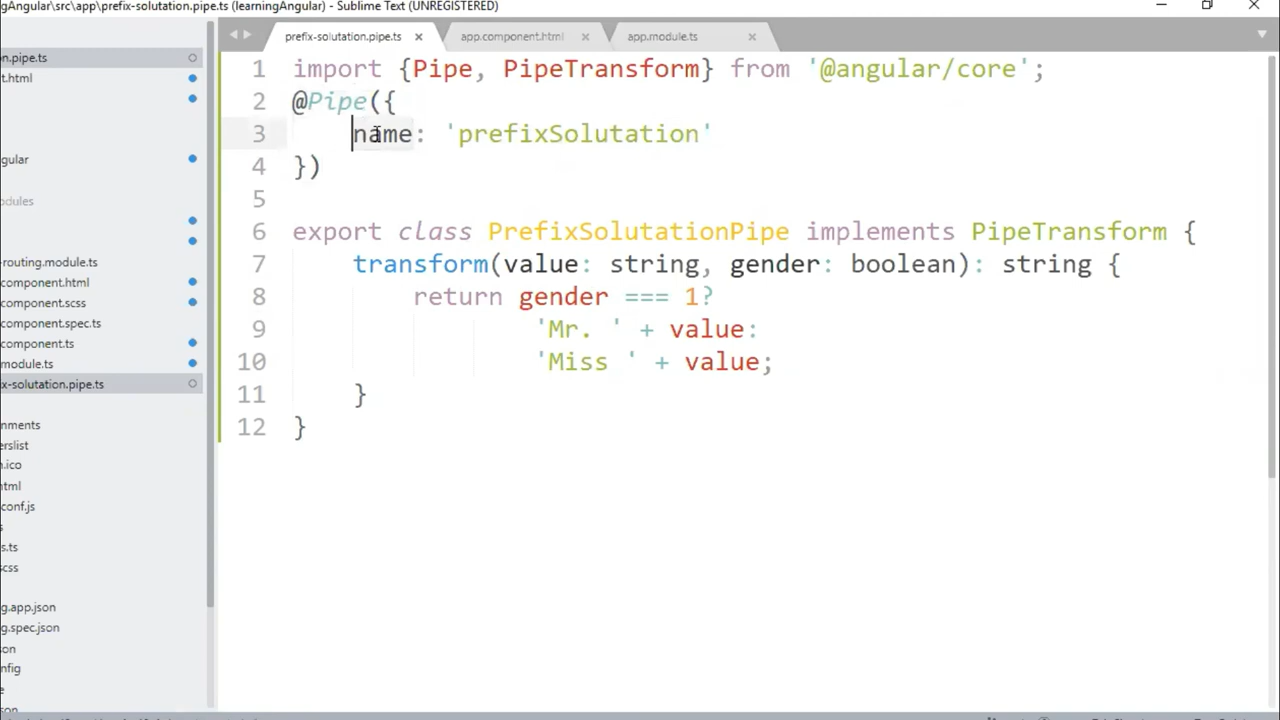 gAngular\src\app\prefix-solutation.pipe.ts (learningAngular) - Sublime Text (UNREGISTERED)
prefix-solutation.pipe.ts × app.component.html × app.module.ts ×
n.pipe.ts
t.html
gular
odules
-routing.module.ts
component.html
component.scss
component.spec.ts
component.ts
module.ts
x-solutation.pipe.ts
nments
erslist
n.ico
html
conf.js
s
s.ts
scss
g.app.json
g.spec.json
son
nfig
e
1 import {Pipe, PipeTransform} from '@angular/core';
2 @Pipe({
3 name: 'prefixSolutation'
4 })
5
6 export class PrefixSolutationPipe implements PipeTransform {
7 transform(value: string, gender: boolean): string {
8 return gender === 1?
9 'Mr. ' + value:
10 'Miss ' + value;
11 }
12 }